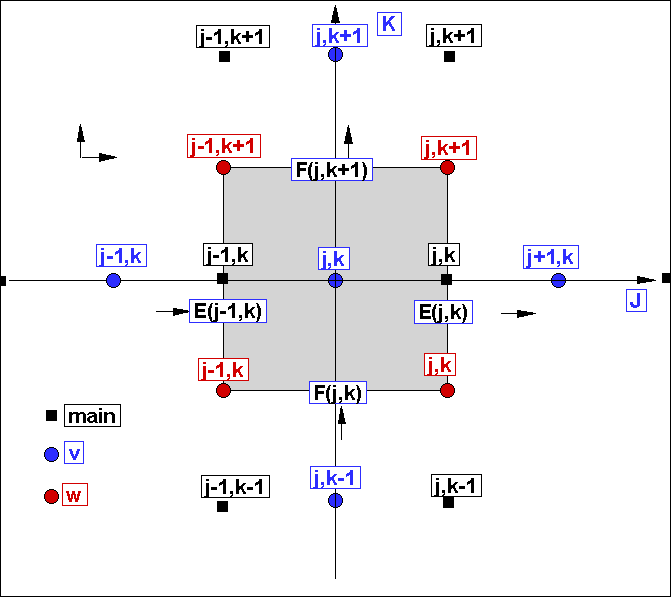 K
j-1,k+1
j,k+1
j,k+1
j-1,k+1
j,k+1
F(j,k+1)
j-1,k
j-1,k
j,k
j,k
j+1,k
J
E(j-1,k)
E(j,k)
j-1,k
j,k
F(j,k)
main
v
w
j-1,k-1
j,k-1
j,k-1